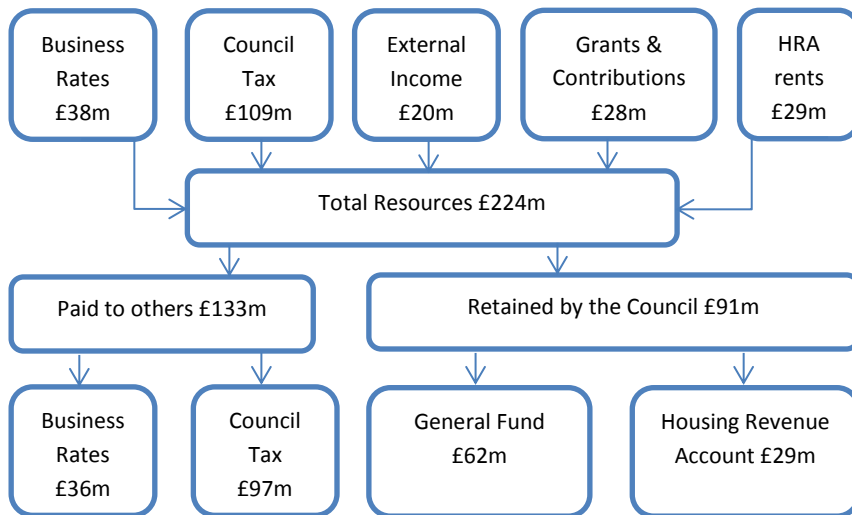 Business
Rates
£38m
Council
Tax
£109m
External
Income
£20m
Grants &
Contributions
£28m
HRA
rents
£29m
Total Resources £224m
Paid to others £133m
Retained by the Council £91m
Business
Rates
£36m
Council
Tax
£97m
General Fund
£62m
Housing Revenue
Account £29m